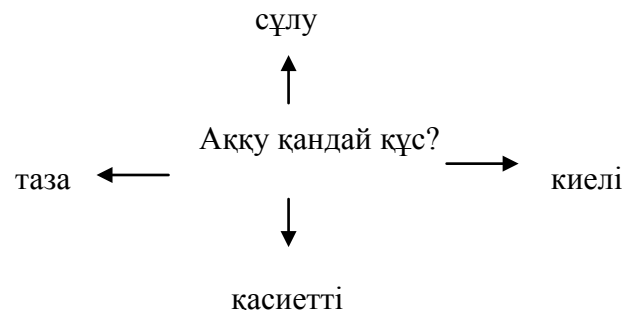 сұлу
Аққу қандай құс?
таза
киелі
қасиетті